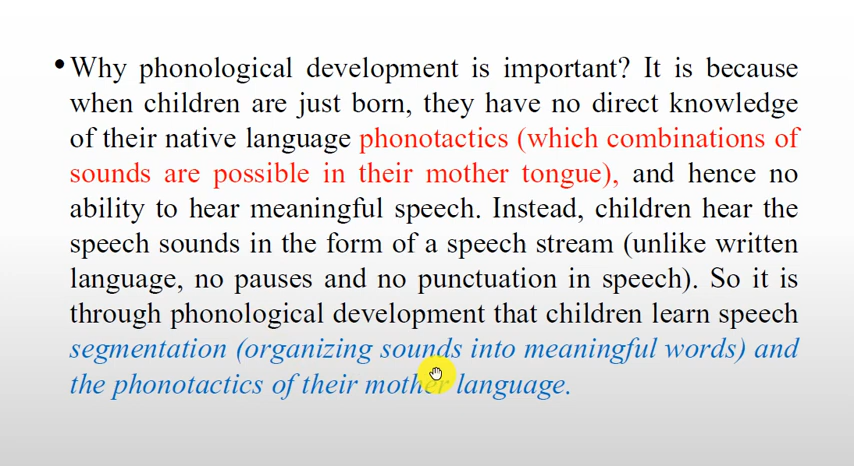 •Why phonological development is important? It is because
when children are just born, they have no direct knowledge
of their native language phonotactics (which combinations of
sounds are possible in their mother tongue), and hence no
ability to hear meaningful speech. Instead, children hear the
speech sounds in the form of a speech stream (unlike written
language, no pauses and no punctuation in speech). So it is
through phonological development that children learn speech
segmentation (organizing sounds into meaningful words) and
the phonotactics of their mother language.